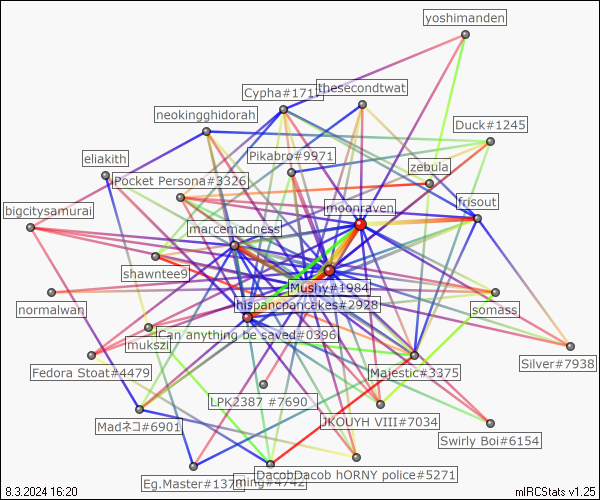 yoshimanden
thesecondtwat
Cypha#171
neokingghidorah
Duck#1245
Pikabro#9971
eliakith
zebula
Pocket Persona#3326
frisout
moonraven
bigcitysamurai
marcemadness
shawntee9
Mushy#1984
hispancpancakes#2928
normalwan
somass
Can anything be saved#0396
mukszi
Silver#7938
Fedora Stoat#4479
Majestic#3375
LPK2387 #7690
JKOUYH VIII#7034
Madネコ#6901
Swirly Boi#6154
DacobDacob hORNY police#5271
Eg.Master#137
ming#4742
8.3.2024 16:20
mIRCStats v1.25